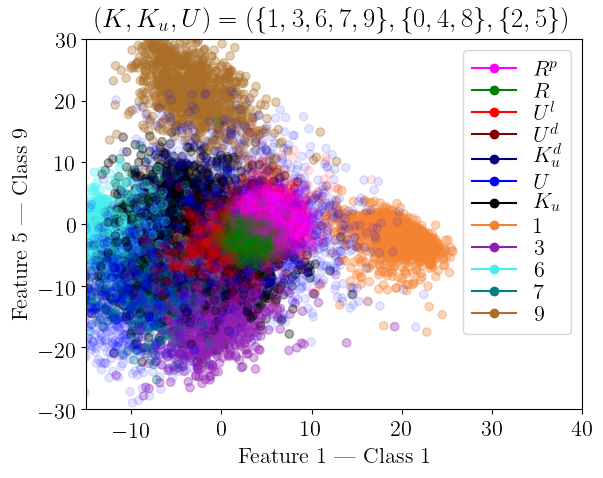 (K, K_u, U) = ({1, 3, 6, 7, 9}, {0, 4, 8}, {2, 5})
30
20
10
0
−10
−20
−30
Feature 5 — Class 9
−10
0
10
20
30
40
Feature 1 — Class 1
R^p
R
U^l
U^d
K_u^d
U
K_u
1
3
6
7
9